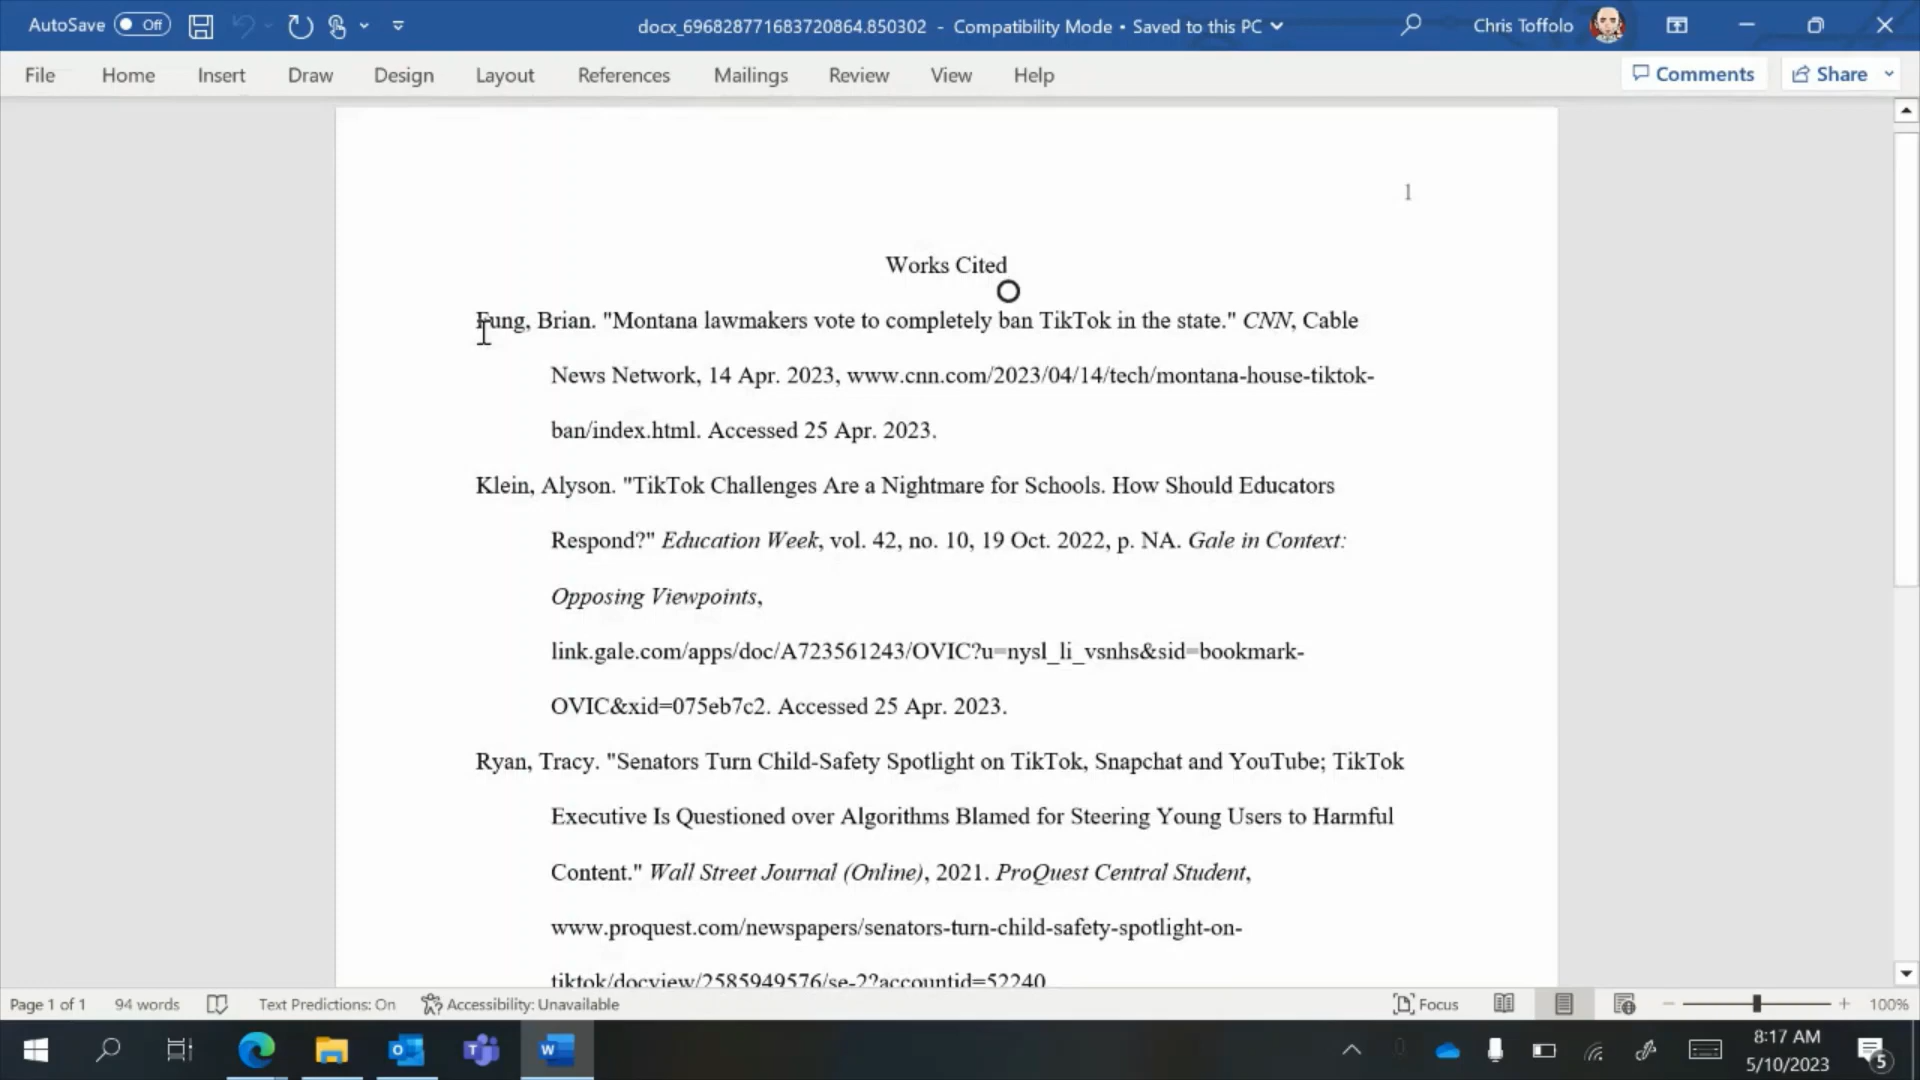 AutoSave Off docx_696828771683720864.850302 - Compatibility Mode • Saved to this PC Chris Toffolo
File Home Insert Draw Design Layout References Mailings Review View Help Comments Share
1
Works Cited
Fung, Brian. "Montana lawmakers vote to completely ban TikTok in the state." CNN, Cable
News Network, 14 Apr. 2023, www.cnn.com/2023/04/14/tech/montana-house-tiktok-
ban/index.html. Accessed 25 Apr. 2023.
Klein, Alyson. "TikTok Challenges Are a Nightmare for Schools. How Should Educators
Respond?" Education Week, vol. 42, no. 10, 19 Oct. 2022, p. NA. Gale in Context:
Opposing Viewpoints,
link.gale.com/apps/doc/A723561243/OVIC?u=nysl_li_vsnhs&sid=bookmark-
OVIC&xid=075eb7c2. Accessed 25 Apr. 2023.
Ryan, Tracy. "Senators Turn Child-Safety Spotlight on TikTok, Snapchat and YouTube; TikTok
Executive Is Questioned over Algorithms Blamed for Steering Young Users to Harmful
Content." Wall Street Journal (Online), 2021. ProQuest Central Student,
www.proquest.com/newspapers/senators-turn-child-safety-spotlight-on-
tiktok/docview/2585949576/se-2?accountid=52240
Page 1 of 1 94 words Text Predictions: On Accessibility: Unavailable Focus 100%
8:17 AM
5/10/2023
5